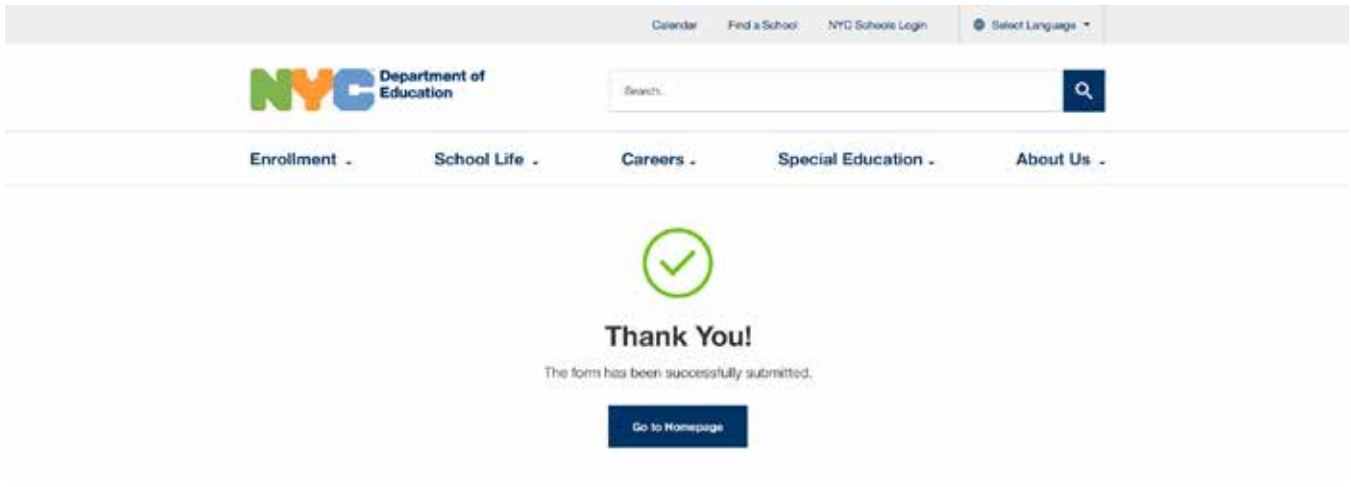 Calendar Find a School NYC Schools Login Select Language
NYC Department of
Education
Search...
Enrollment School Life Careers Special Education About Us
Thank You!
The form has been successfully submitted.
Go to Homepage